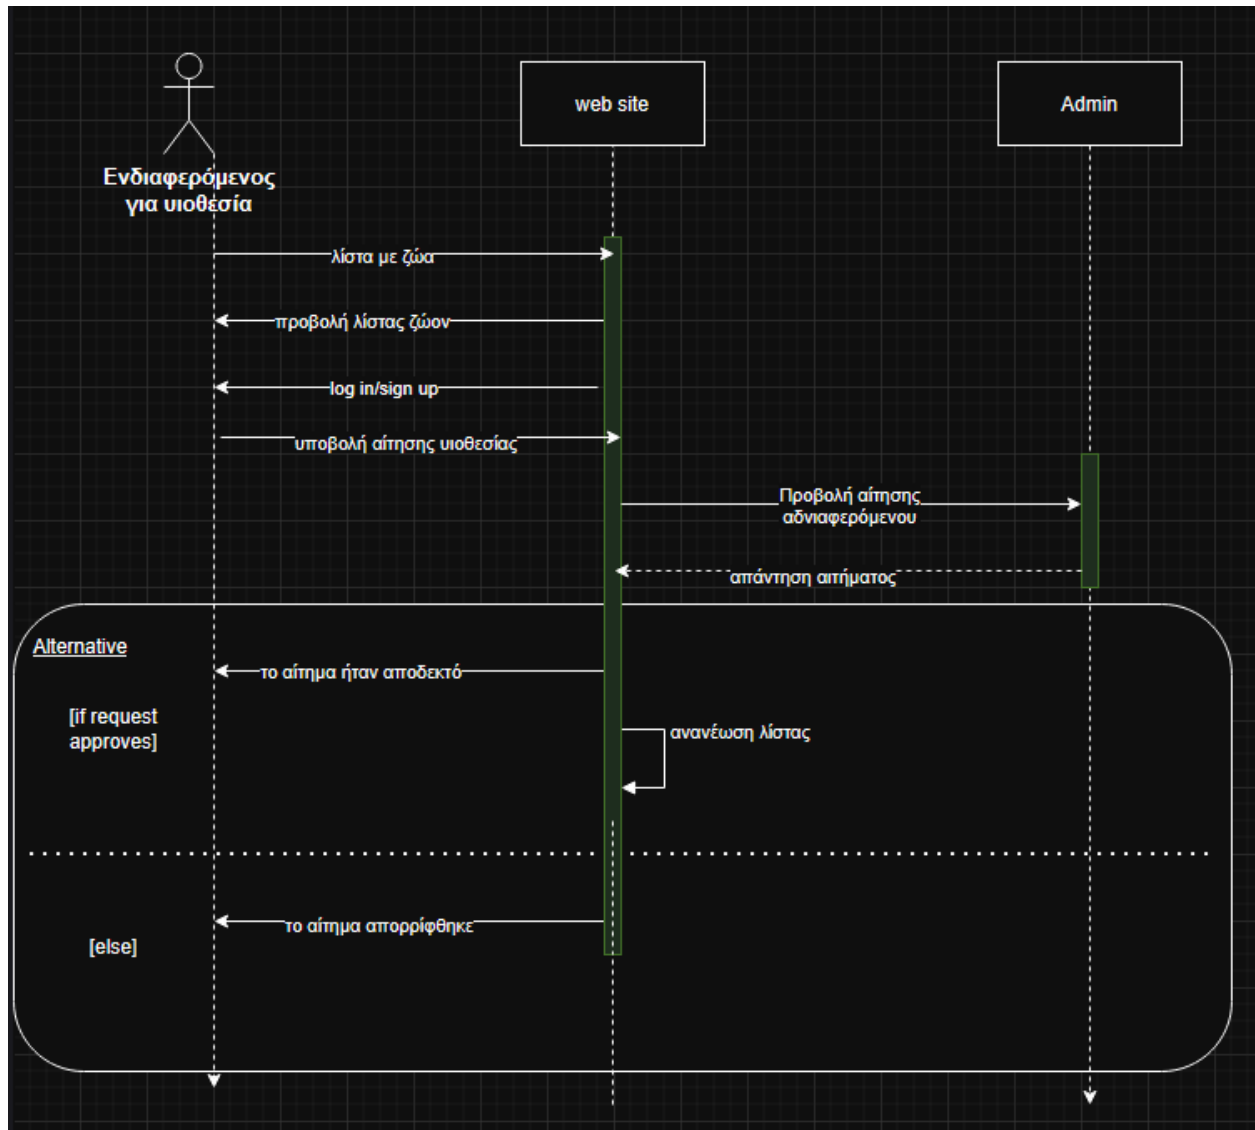 web site
Admin
Ενδιαφερόμενος
για υιοθεσία
λίστα με ζώα
προβολή λίστας ζώον
log in/sign up
υποβολή αίτησης υιοθεσίας
Προβολή αίτησης
αδνιαφερόμενου
απάντηση αιτήματος
Alternative
το αίτημα ήταν αποδεκτό
[if request
approves]
ανανέωση λίστας
το αίτημα απορρίφθηκε
[else]